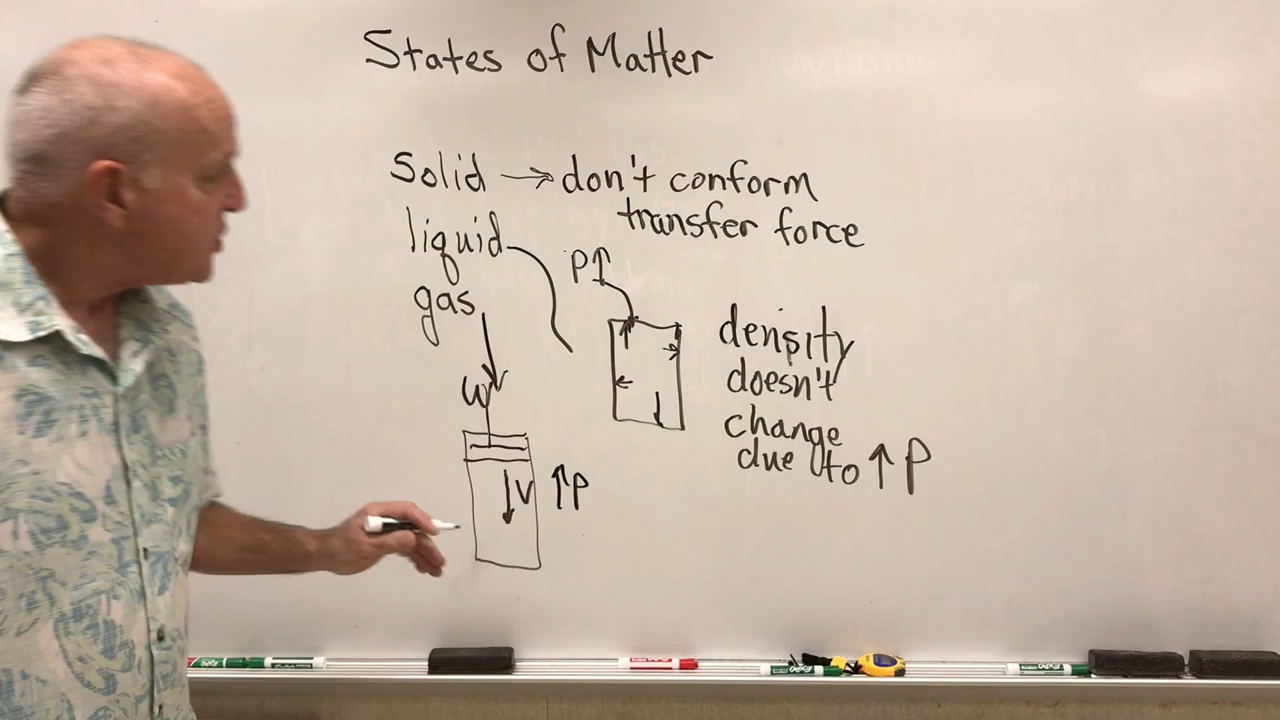 States of Matter
Solid → don't conform
transfer force
liquid
P↑
gas
density
doesn't
change
due to ↑ P
W
↓V ↑P